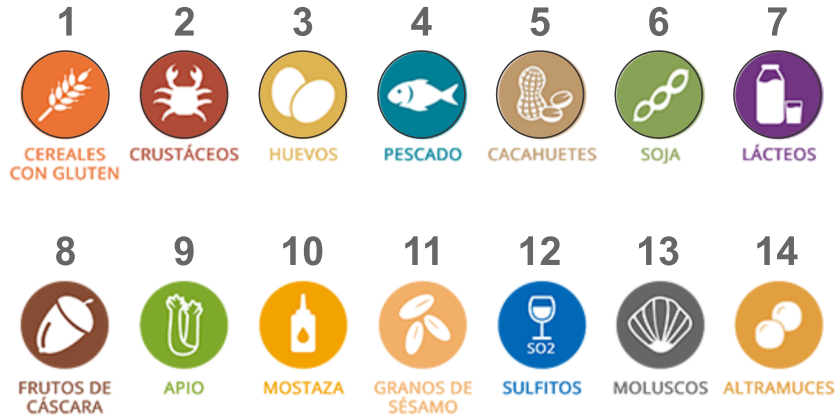 1 2 3 4 5 6 7
CEREALES CON GLUTEN
CRUSTÁCEOS
HUEVOS
PESCADO
CACAHUETES
SOJA
LÁCTEOS
8 9 10 11 12 13 14
SO2
FRUTOS DE CÁSCARA
APIO
MOSTAZA
GRANOS DE SÉSAMO
SULFITOS
MOLUSCOS
ALTRAMUCES